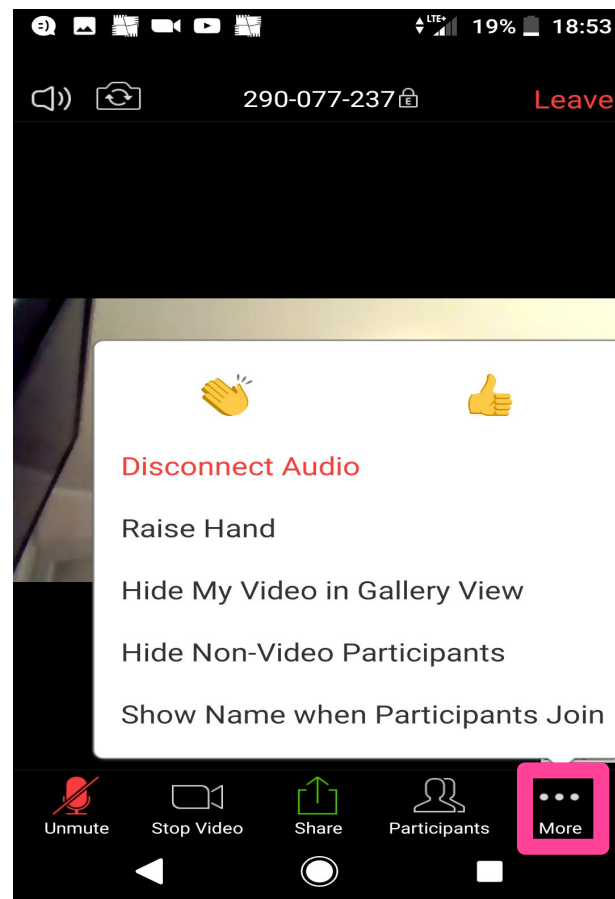 LTE+ 19% 18:53
290-077-237 E Leave
Disconnect Audio
Raise Hand
Hide My Video in Gallery View
Hide Non-Video Participants
Show Name when Participants Join
Unmute Stop Video Share Participants More